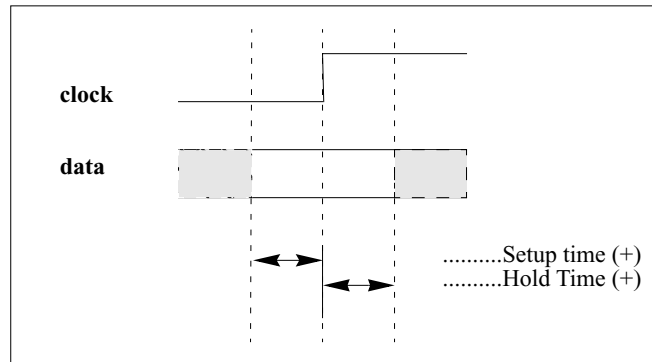 clock
data
..........Setup time (+)
..........Hold Time (+)